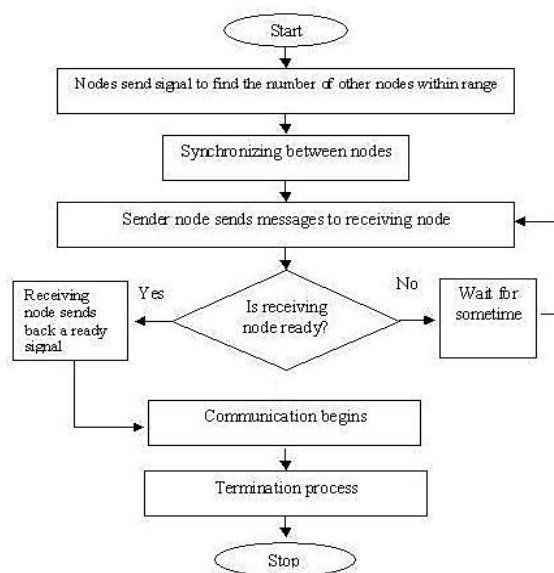 Start
Nodes send signal to find the number of other nodes within range
Synchronizing between nodes
Sender node sends messages to receiving node
Receiving
node sends
back a ready
signal
Yes
Is receiving
node ready?
No
Wait for
sometime
Communication begins
Termination process
Stop